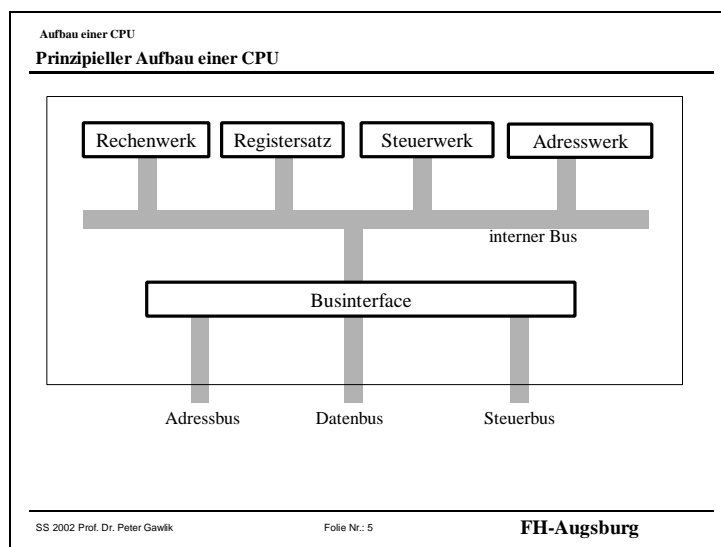 Aufbau einer CPU
Prinzipieller Aufbau einer CPU
Rechenwerk Registersatz Steuerwerk Adresswerk
interner Bus
Businterface
Adressbus Datenbus Steuerbus
SS 2002 Prof. Dr. Peter Gawlik Folie Nr.: 5 FH-Augsburg